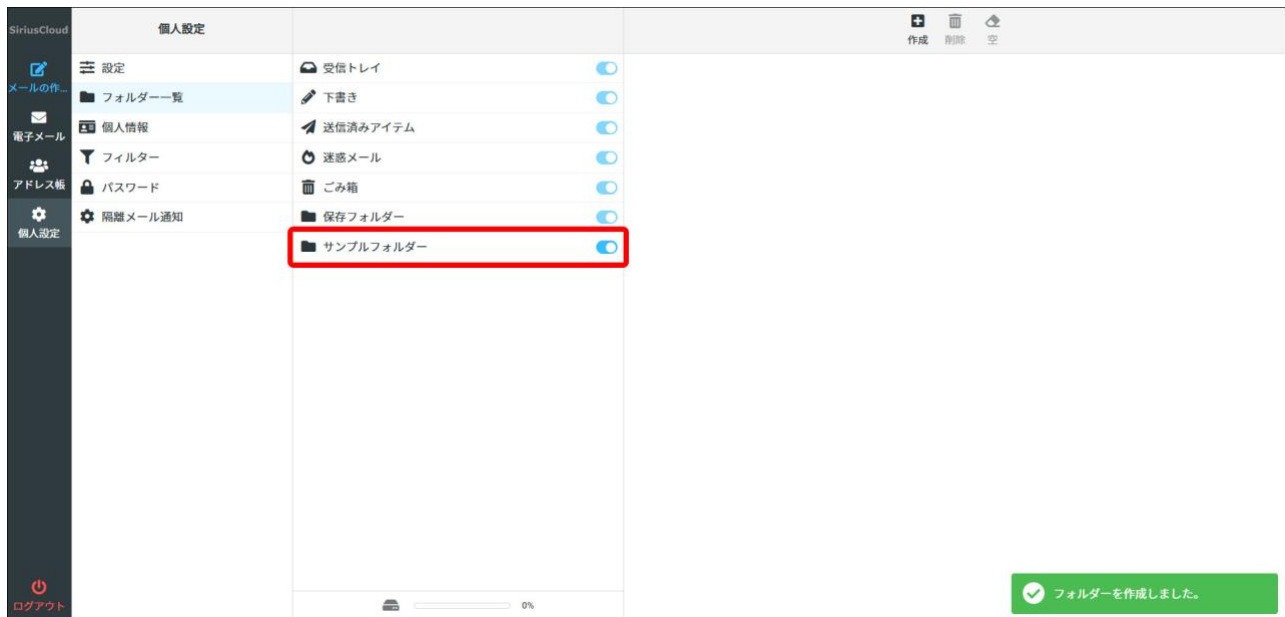 SiriusCloud
メールの作...
電子メール
アドレス帳
個人設定
ログアウト
個人設定
設定
フォルダー一覧
個人情報
フィルター
パスワード
隔離メール通知
受信トレイ
下書き
送信済みアイテム
迷惑メール
ごみ箱
保存フォルダー
サンプルフォルダー
0%
作成 削除 空
フォルダーを作成しました。